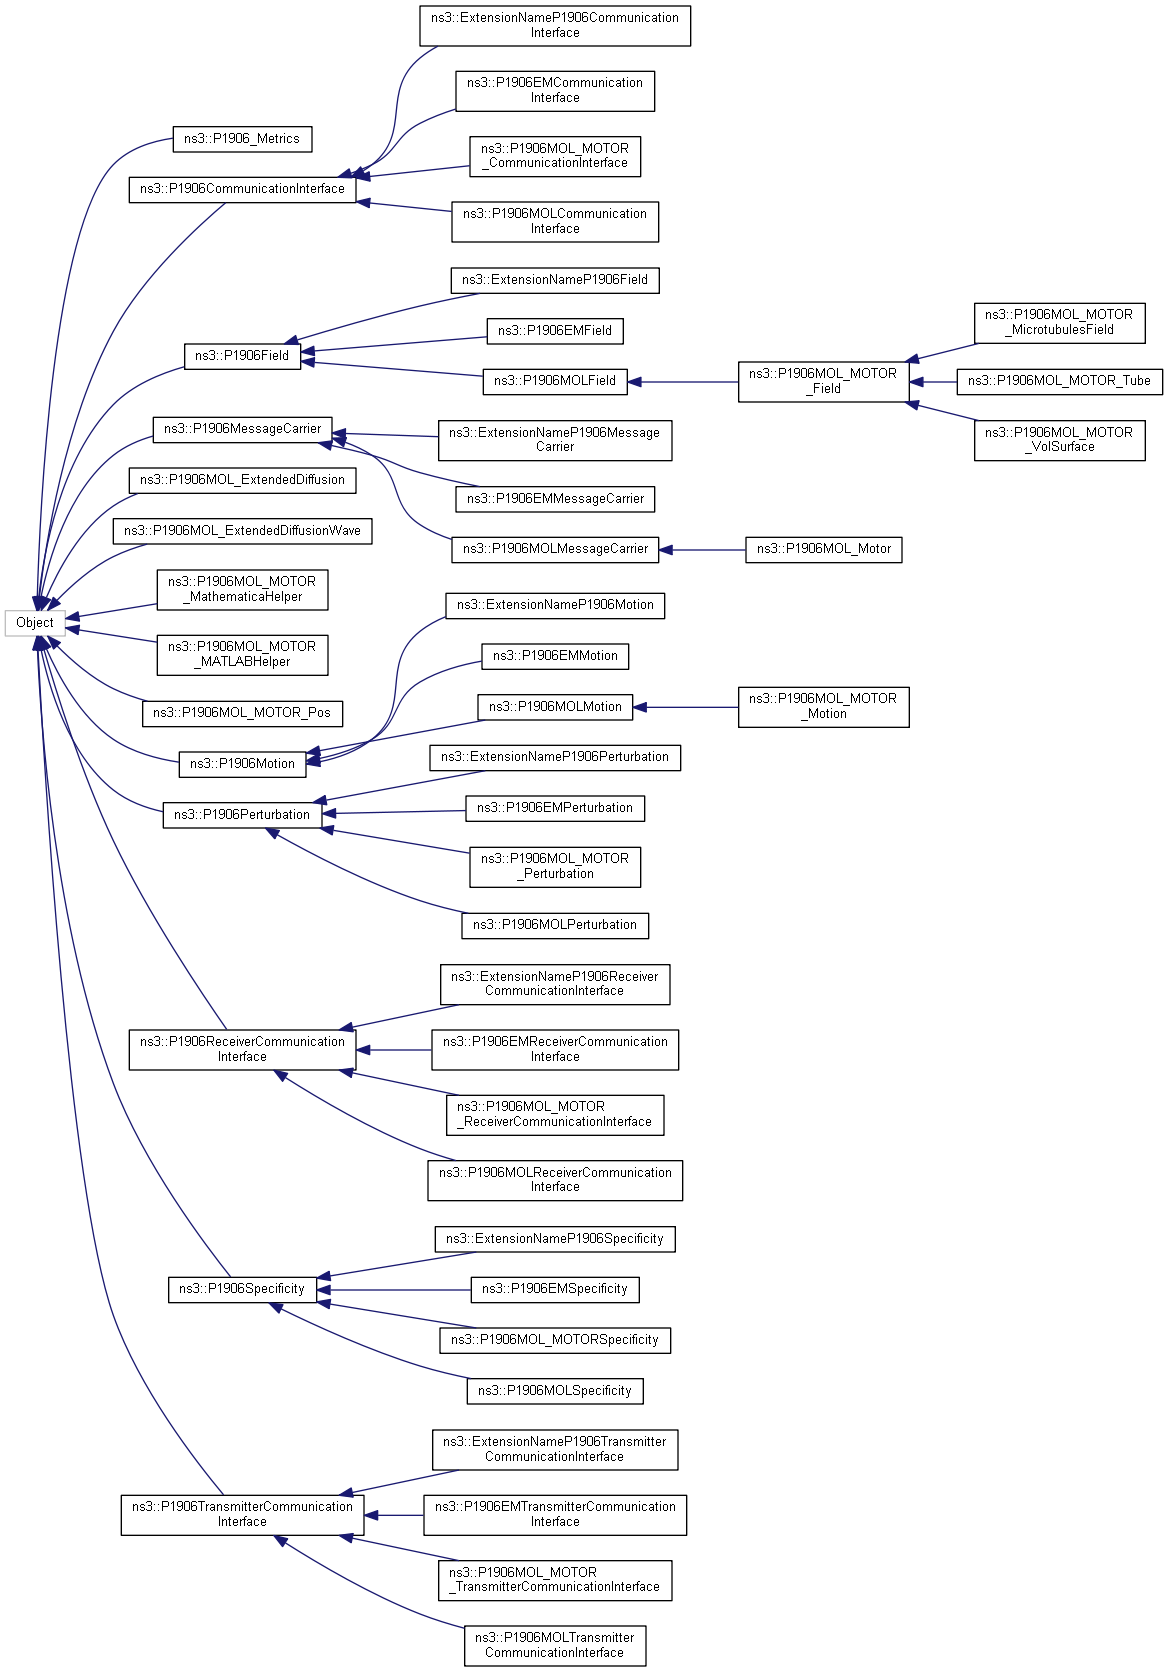 ns3::ExtensionNameP1906Communication
Interface
ns3::P1906EMCommunication
Interface
ns3::P1906_Metrics
ns3::P1906MOL_MOTOR
_CommunicationInterface
ns3::P1906CommunicationInterface
ns3::P1906MOLCommunication
Interface
ns3::ExtensionNameP1906Field
ns3::P1906EMField
ns3::P1906Field
ns3::P1906MOLField
ns3::P1906MOL_MOTOR
_Field
ns3::P1906MOL_MOTOR
_MicrotubulesField
ns3::P1906MOL_MOTOR_Tube
ns3::P1906MOL_MOTOR
_VolSurface
ns3::P1906MessageCarrier
ns3::ExtensionNameP1906Message
Carrier
ns3::P1906MOL_ExtendedDiffusion
ns3::P1906EMMessageCarrier
ns3::P1906MOL_ExtendedDiffusionWave
ns3::P1906MOLMessageCarrier
ns3::P1906MOL_Motor
ns3::P1906MOL_MOTOR
_MathematicaHelper
Object
ns3::P1906MOL_MOTOR
_MATLABHelper
ns3::ExtensionNameP1906Motion
ns3::P1906EMMotion
ns3::P1906MOL_MOTOR_Pos
ns3::P1906MOLMotion
ns3::P1906MOL_MOTOR
_Motion
ns3::P1906Motion
ns3::ExtensionNameP1906Perturbation
ns3::P1906EMPerturbation
ns3::P1906Perturbation
ns3::P1906MOL_MOTOR
_Perturbation
ns3::P1906MOLPerturbation
ns3::ExtensionNameP1906Receiver
CommunicationInterface
ns3::P1906ReceiverCommunication
Interface
ns3::P1906EMReceiverCommunication
Interface
ns3::P1906MOL_MOTOR
_ReceiverCommunicationInterface
ns3::P1906MOLReceiverCommunication
Interface
ns3::ExtensionNameP1906Specificity
ns3::P1906Specificity
ns3::P1906EMSpecificity
ns3::P1906MOL_MOTORSpecificity
ns3::P1906MOLSpecificity
ns3::ExtensionNameP1906Transmitter
CommunicationInterface
ns3::P1906TransmitterCommunication
Interface
ns3::P1906EMTransmitterCommunication
Interface
ns3::P1906MOL_MOTOR
_TransmitterCommunicationInterface
ns3::P1906MOLTransmitter
CommunicationInterface